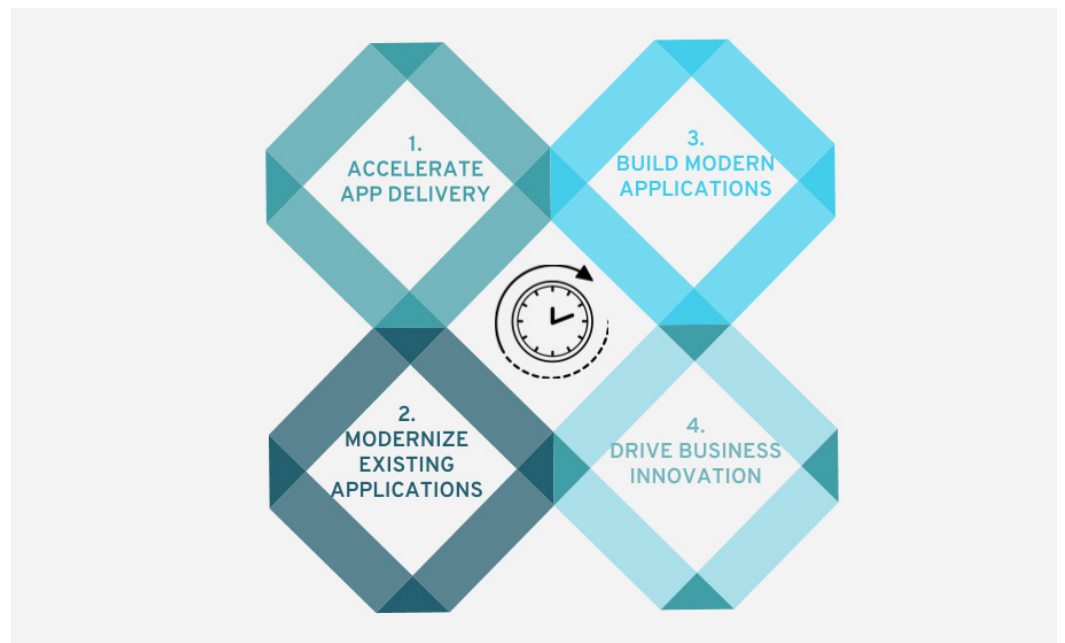 1.
ACCELERATE
APP DELIVERY
2.
MODERNIZE
EXISTING
APPLICATIONS
3.
BUILD MODERN
APPLICATIONS
4.
DRIVE BUSINESS
INNOVATION